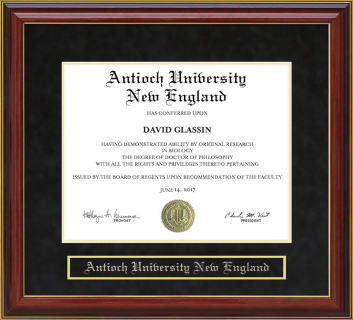 Antioch University
New England
HAS CONFERRED UPON
DAVID GLASSIN
HAVING DEMONSTRATED ABILITY BY ORIGINAL RESEARCH
IN BIOLOGY
THE DEGREE OF DOCTOR OF PHILOSOPHY
WITH ALL THE RIGHTS AND PRIVILEGES THERETO PERTAINING
ISSUED BY THE BOARD OF REGENTS UPON RECOMMENDATION OF THE FACULTY
JUNE 14, 2017
PROVOST
PRESIDENT
Antioch University New England